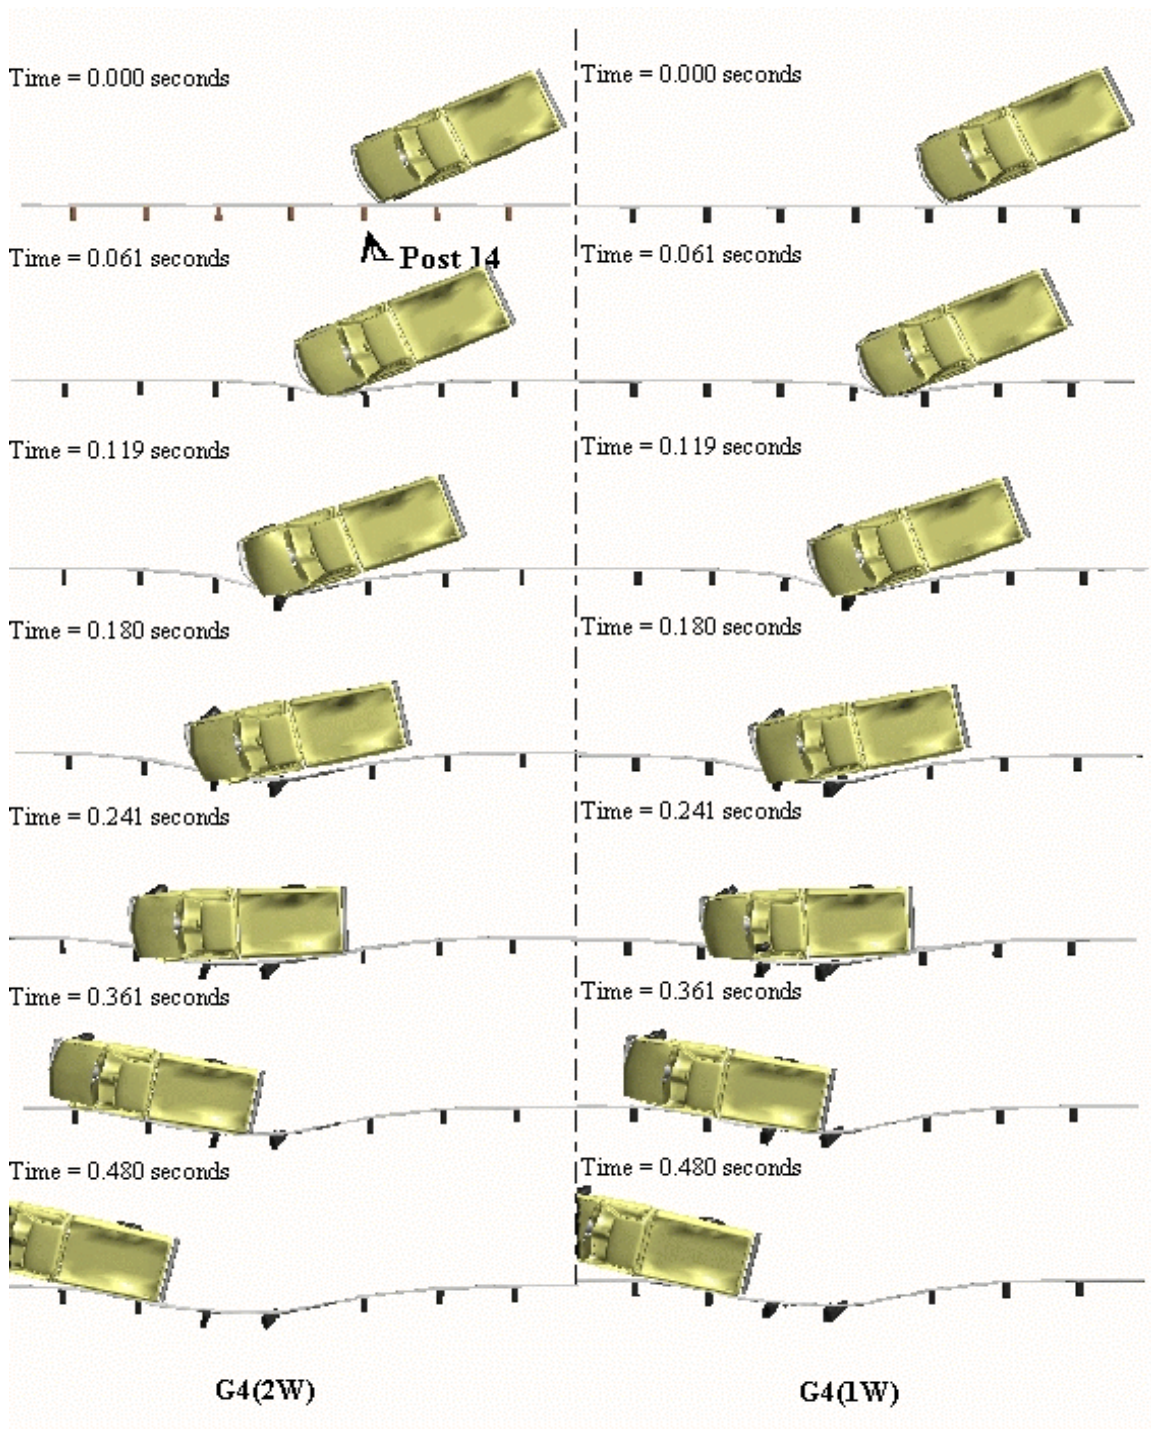 Time = 0.000 seconds
Time = 0.000 seconds
Post 14
Time = 0.061 seconds
Time = 0.061 seconds
Time = 0.119 seconds
Time = 0.119 seconds
Time = 0.180 seconds
Time = 0.180 seconds
Time = 0.241 seconds
Time = 0.241 seconds
Time = 0.361 seconds
Time = 0.361 seconds
Time = 0.480 seconds
Time = 0.480 seconds
G4(2W)
G4(1W)